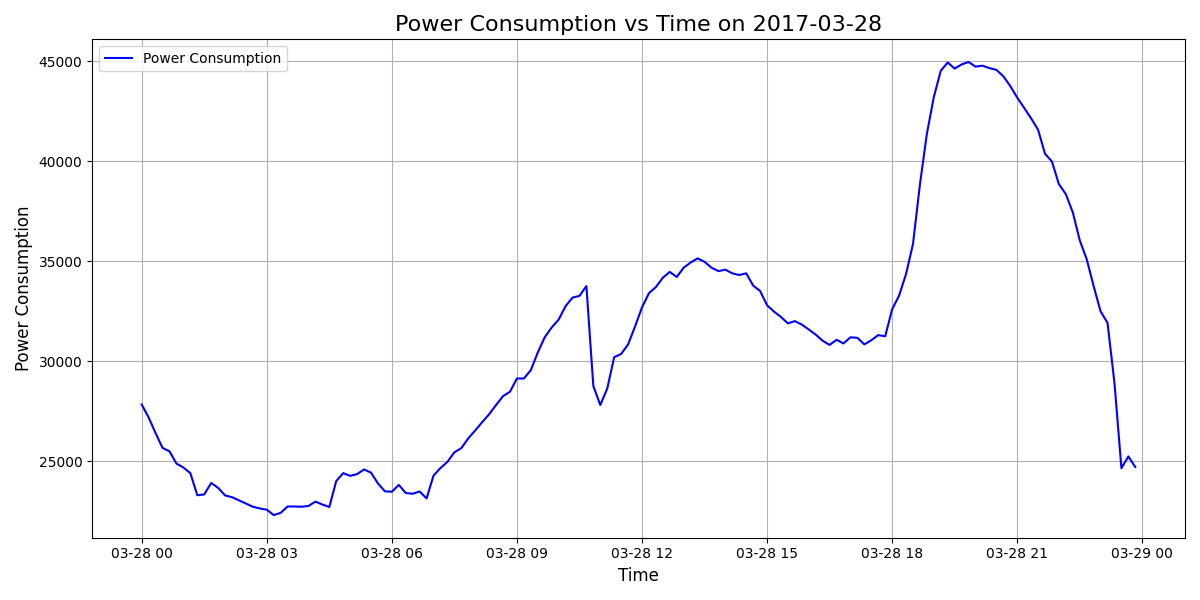 Power Consumption vs Time on 2017-03-28
Power Consumption
45000
40000
35000
30000
25000
Power Consumption
03-28 00 03-28 03 03-28 06 03-28 09 03-28 12 03-28 15 03-28 18 03-28 21 03-29 00
Time